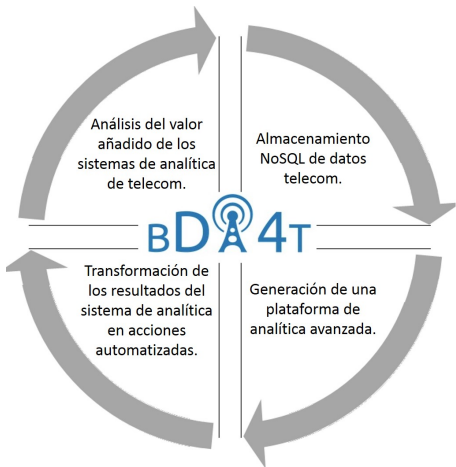 Análisis del valor
añadido de los
sistemas de analítica
de telecom.
Almacenamiento
NoSQL de datos
telecom.
BDA4T
Transformación de
los resultados del
sistema de analítica
en acciones
automatizadas.
Generación de una
plataforma de
analítica avanzada.